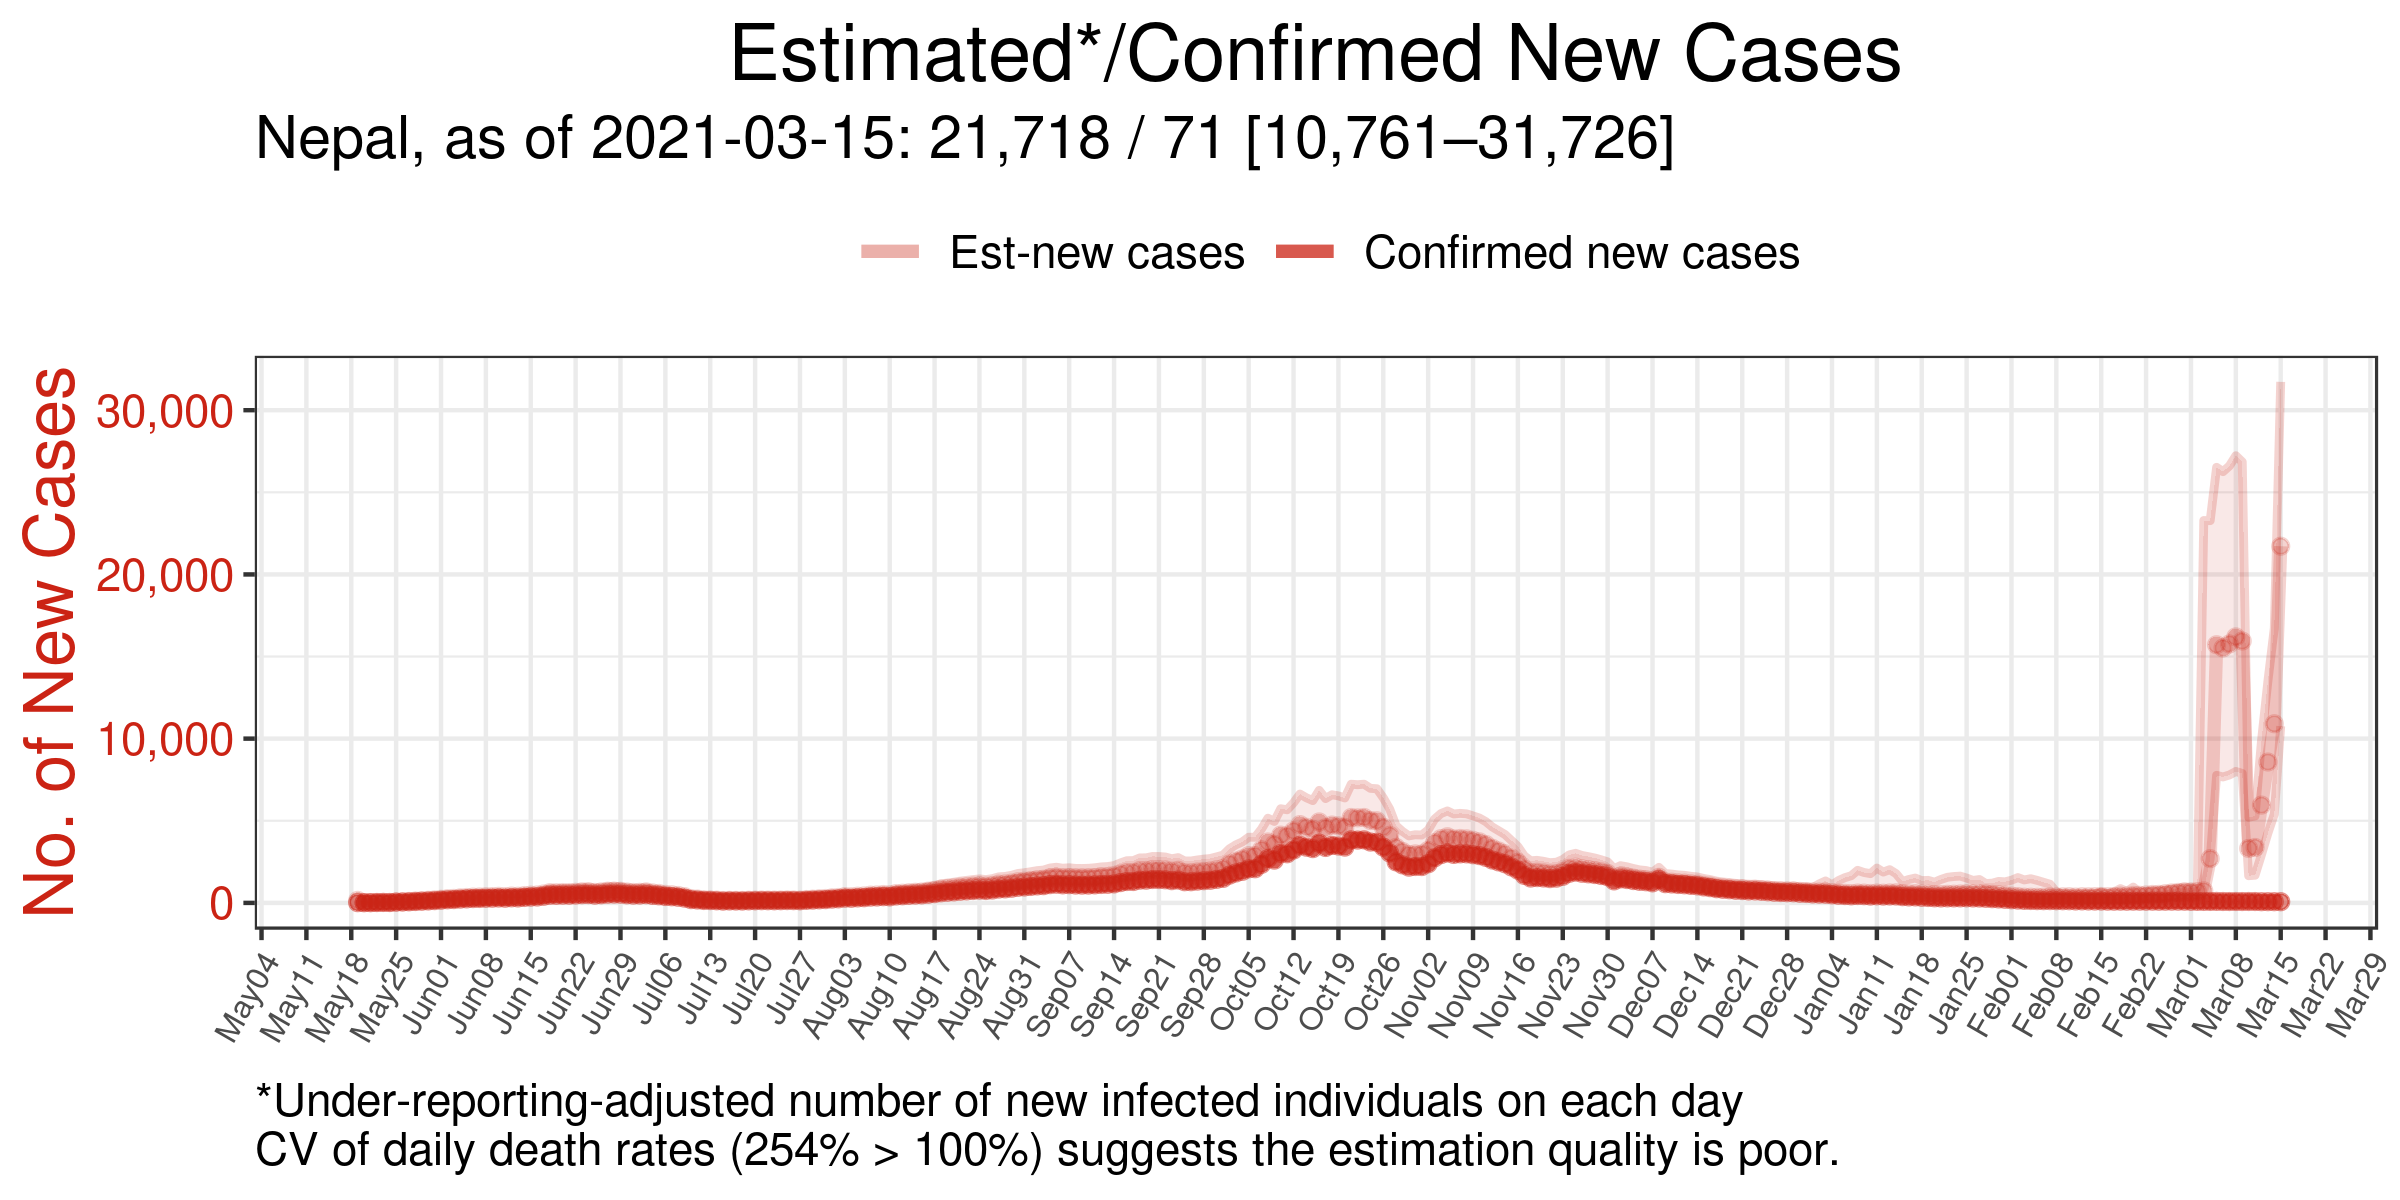 Estimated*/Confirmed New Cases
Nepal, as of 2021-03-15: 21,718 / 71 [10,761–31,726]
Est-new cases Confirmed new cases
No. of New Cases
30,000
20,000
10,000
0
May04 May11 May18 May25 Jun01 Jun08 Jun15 Jun22 Jun29 Jul06 Jul13 Jul20 Jul27 Aug03 Aug10 Aug17 Aug24 Aug31 Sep07 Sep14 Sep21 Sep28 Oct05 Oct12 Oct19 Oct26 Nov02 Nov09 Nov16 Nov23 Nov30 Dec07 Dec14 Dec21 Dec28 Jan04 Jan11 Jan18 Jan25 Feb01 Feb08 Feb15 Feb22 Mar01 Mar08 Mar15 Mar22 Mar29
*Under-reporting-adjusted number of new infected individuals on each day
CV of daily death rates (254% > 100%) suggests the estimation quality is poor.